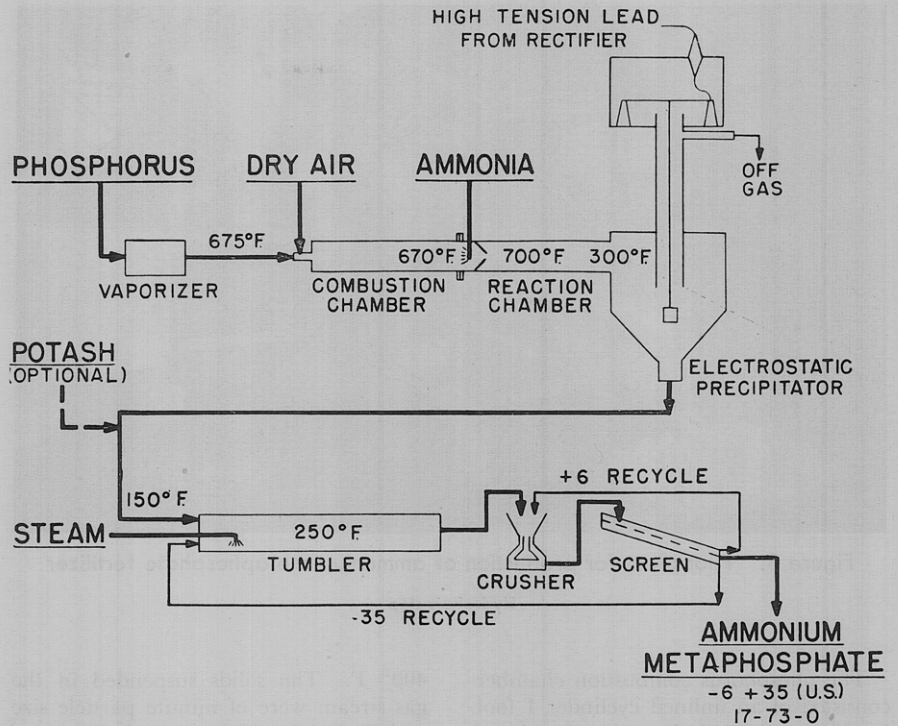 HIGH TENSION LEAD
FROM RECTIFIER
PHOSPHORUS
DRY AIR
AMMONIA
OFF
GAS
675°F.
670°F.
700°F.
300°F.
VAPORIZER
COMBUSTION
CHAMBER
REACTION
CHAMBER
POTASH
(OPTIONAL)
ELECTROSTATIC
PRECIPITATOR
+6 RECYCLE
150°F.
STEAM
250°F.
TUMBLER
CRUSHER
SCREEN
-35 RECYCLE
AMMONIUM
METAPHOSPHATE
-6 +35 (U.S.)
17-73-0